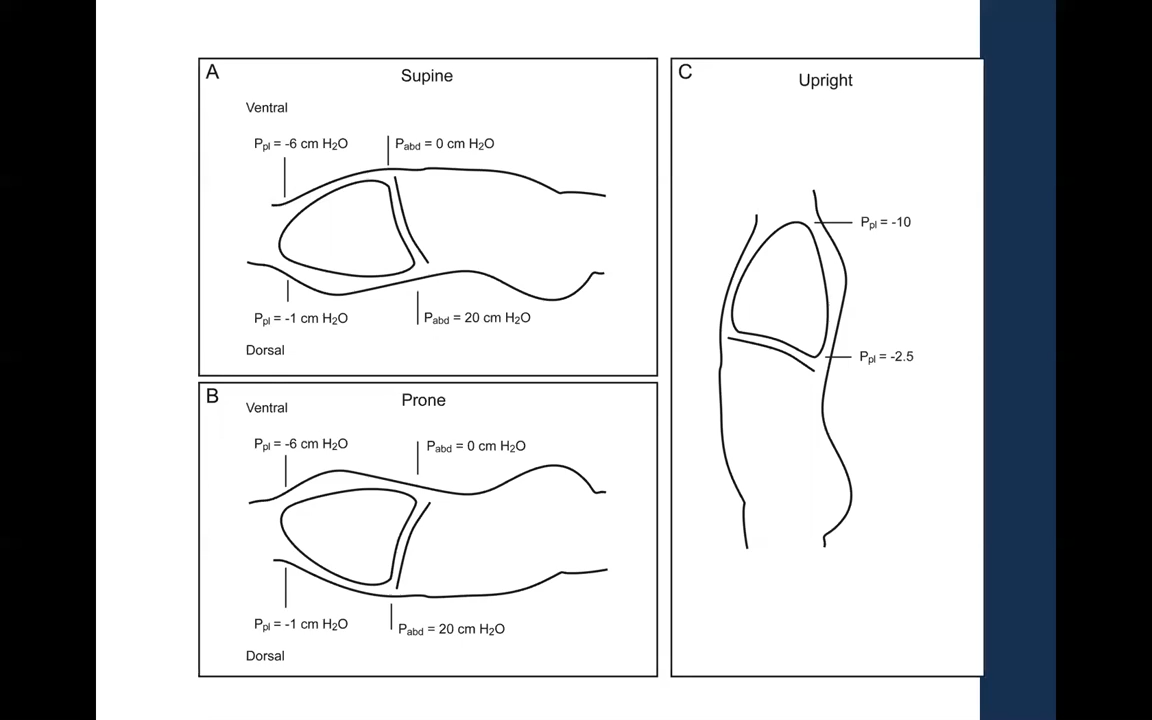 A
Supine
Ventral
Ppl = -6 cm H2O
Pabd = 0 cm H2O
Ppl = -1 cm H2O
Pabd = 20 cm H2O
Dorsal
B
Prone
Ventral
Ppl = -6 cm H2O
Pabd = 0 cm H2O
Ppl = -1 cm H2O
Pabd = 20 cm H2O
Dorsal
C
Upright
Ppl = -10
Ppl = -2.5